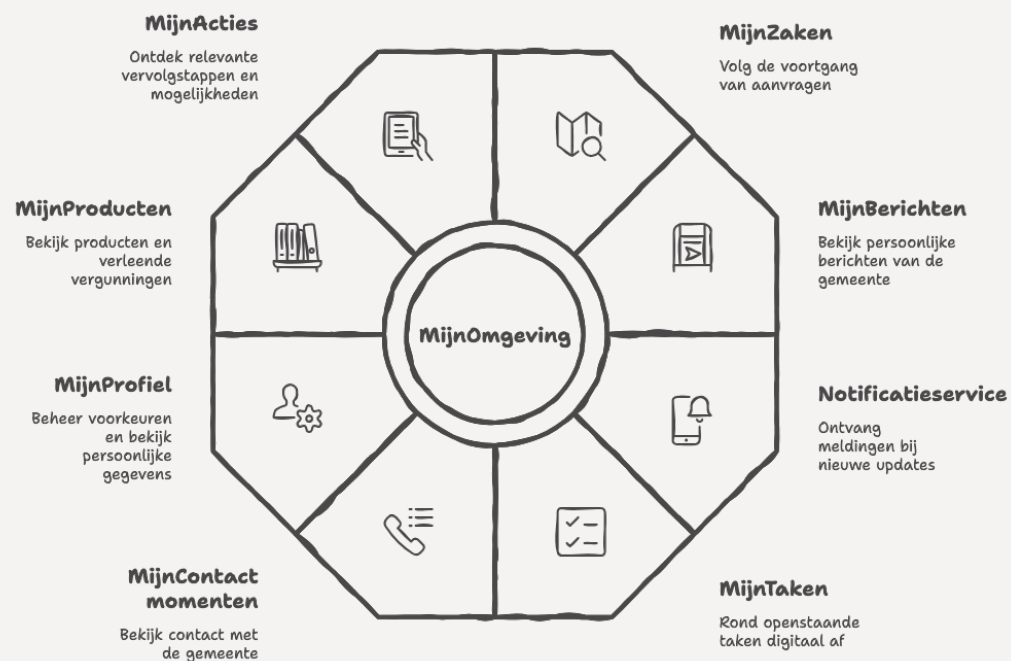 MijnActies
Ontdek relevante
vervolgstappen en
mogelijkheden
MijnZaken
Volg de voortgang
van aanvragen
MijnProducten
Bekijk producten en
verleende
vergunningen
MijnBerichten
Bekijk persoonlijke
berichten van de
gemeente
MijnOmgeving
MijnProfiel
Beheer voorkeuren
en bekijk
persoonlijke
gegevens
Notificatieservice
Ontvang
meldingen bij
nieuwe updates
MijnContact
momenten
Bekijk contact met
de gemeente
MijnTaken
Rond openstaande
taken digitaal af